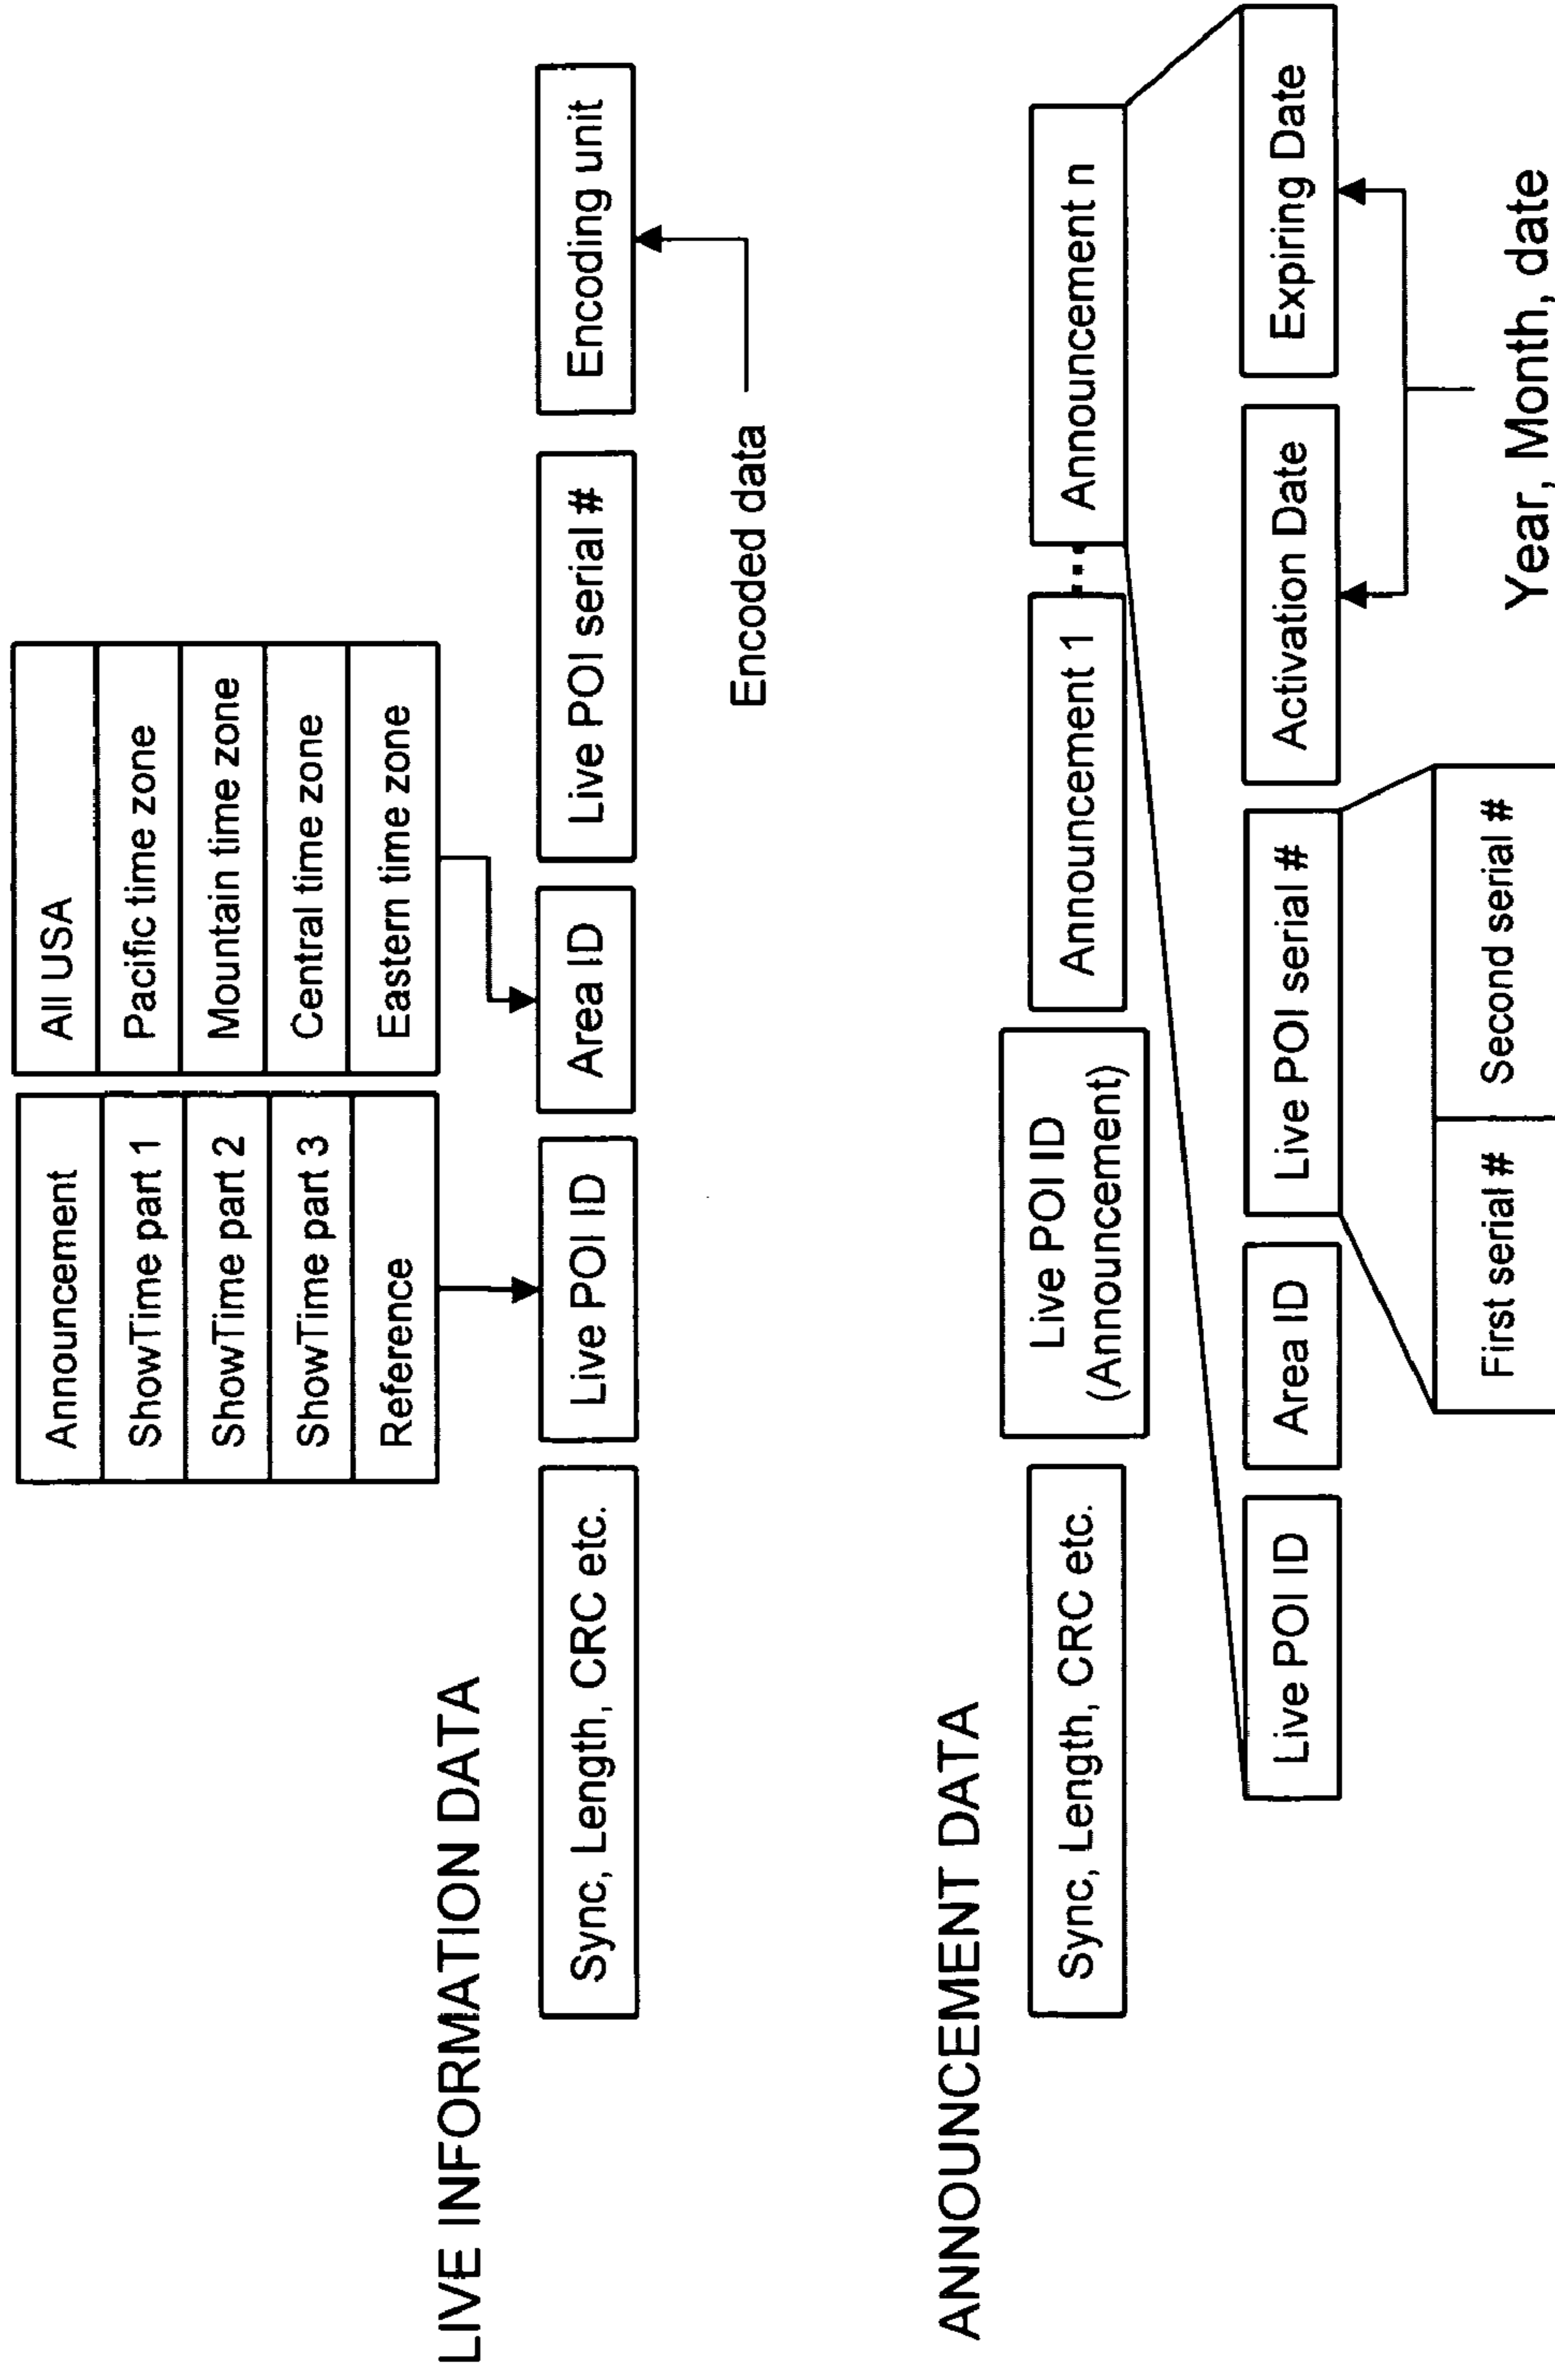 Announcement
ShowTime part 1
ShowTime part 2
ShowTime part 3
Reference
All USA
Pacific time zone
Mountain time zone
Central time zone
Eastern time zone
LIVE INFORMATION DATA
Sync, Length, CRC etc.
Live POI ID
Area ID
Live POI serial #
Encoding unit
Encoded data
ANNOUNCEMENT DATA
Sync, Length, CRC etc.
Live POI ID
(Announcement)
Announcement 1
Announcement n
Live POI ID
Area ID
Live POI serial #
Activation Date
Expiring Date
First serial #
Second serial #
Year, Month, date